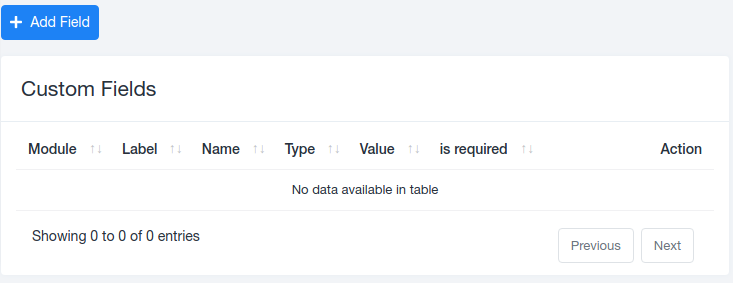 Add Field
Custom Fields
Module Label Name Type Value is required Action
No data available in table
Showing 0 to 0 of 0 entries
Previous Next